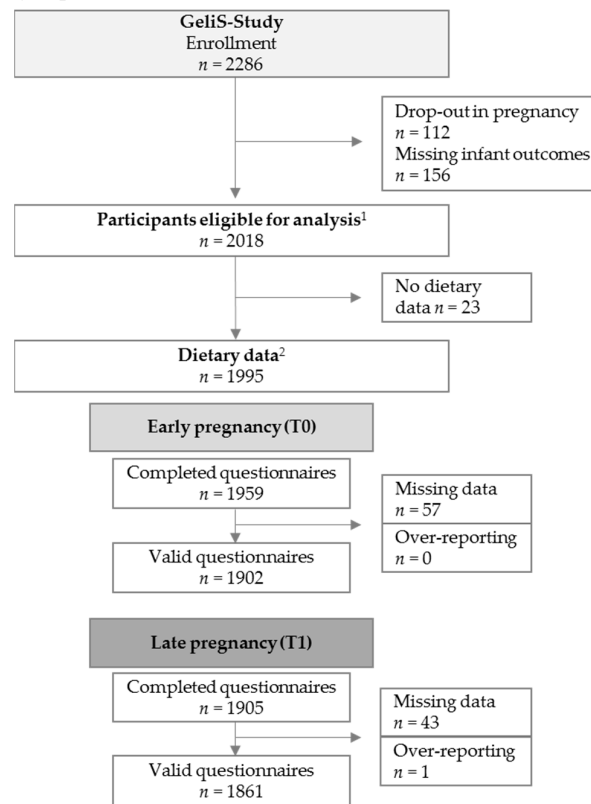 GeliS-Study
Enrollment
n = 2286
Drop-out in pregnancy
n = 112
Missing infant outcomes
n = 156
Participants eligible for analysis¹
n = 2018
No dietary
data n = 23
Dietary data²
n = 1995
Early pregnancy (T0)
Completed questionnaires
n = 1959
Missing data
n = 57
Over-reporting
n = 0
Valid questionnaires
n = 1902
Late pregnancy (T1)
Completed questionnaires
n = 1905
Missing data
n = 43
Over-reporting
n = 1
Valid questionnaires
n = 1861